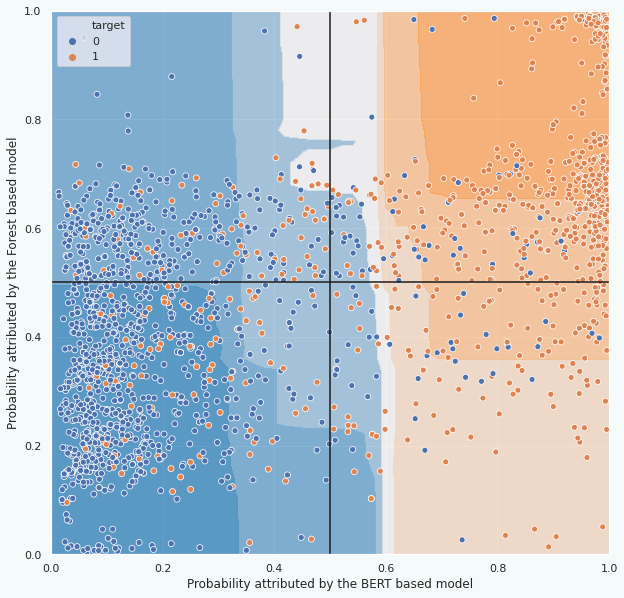 target
0
1
1.0
0.8
0.6
0.4
0.2
0.0
Probability attributed by the Forest based model
0.0 0.2 0.4 0.6 0.8 1.0
Probability attributed by the BERT based model